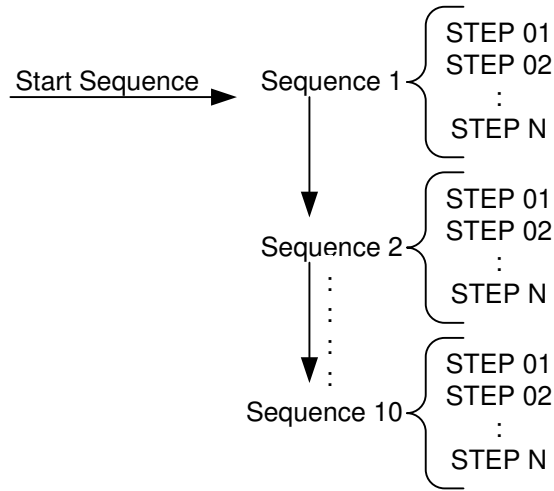 Start Sequence
Sequence 1
STEP 01
STEP 02
:
STEP N
Sequence 2
STEP 01
STEP 02
:
STEP N
Sequence 10
STEP 01
STEP 02
:
STEP N